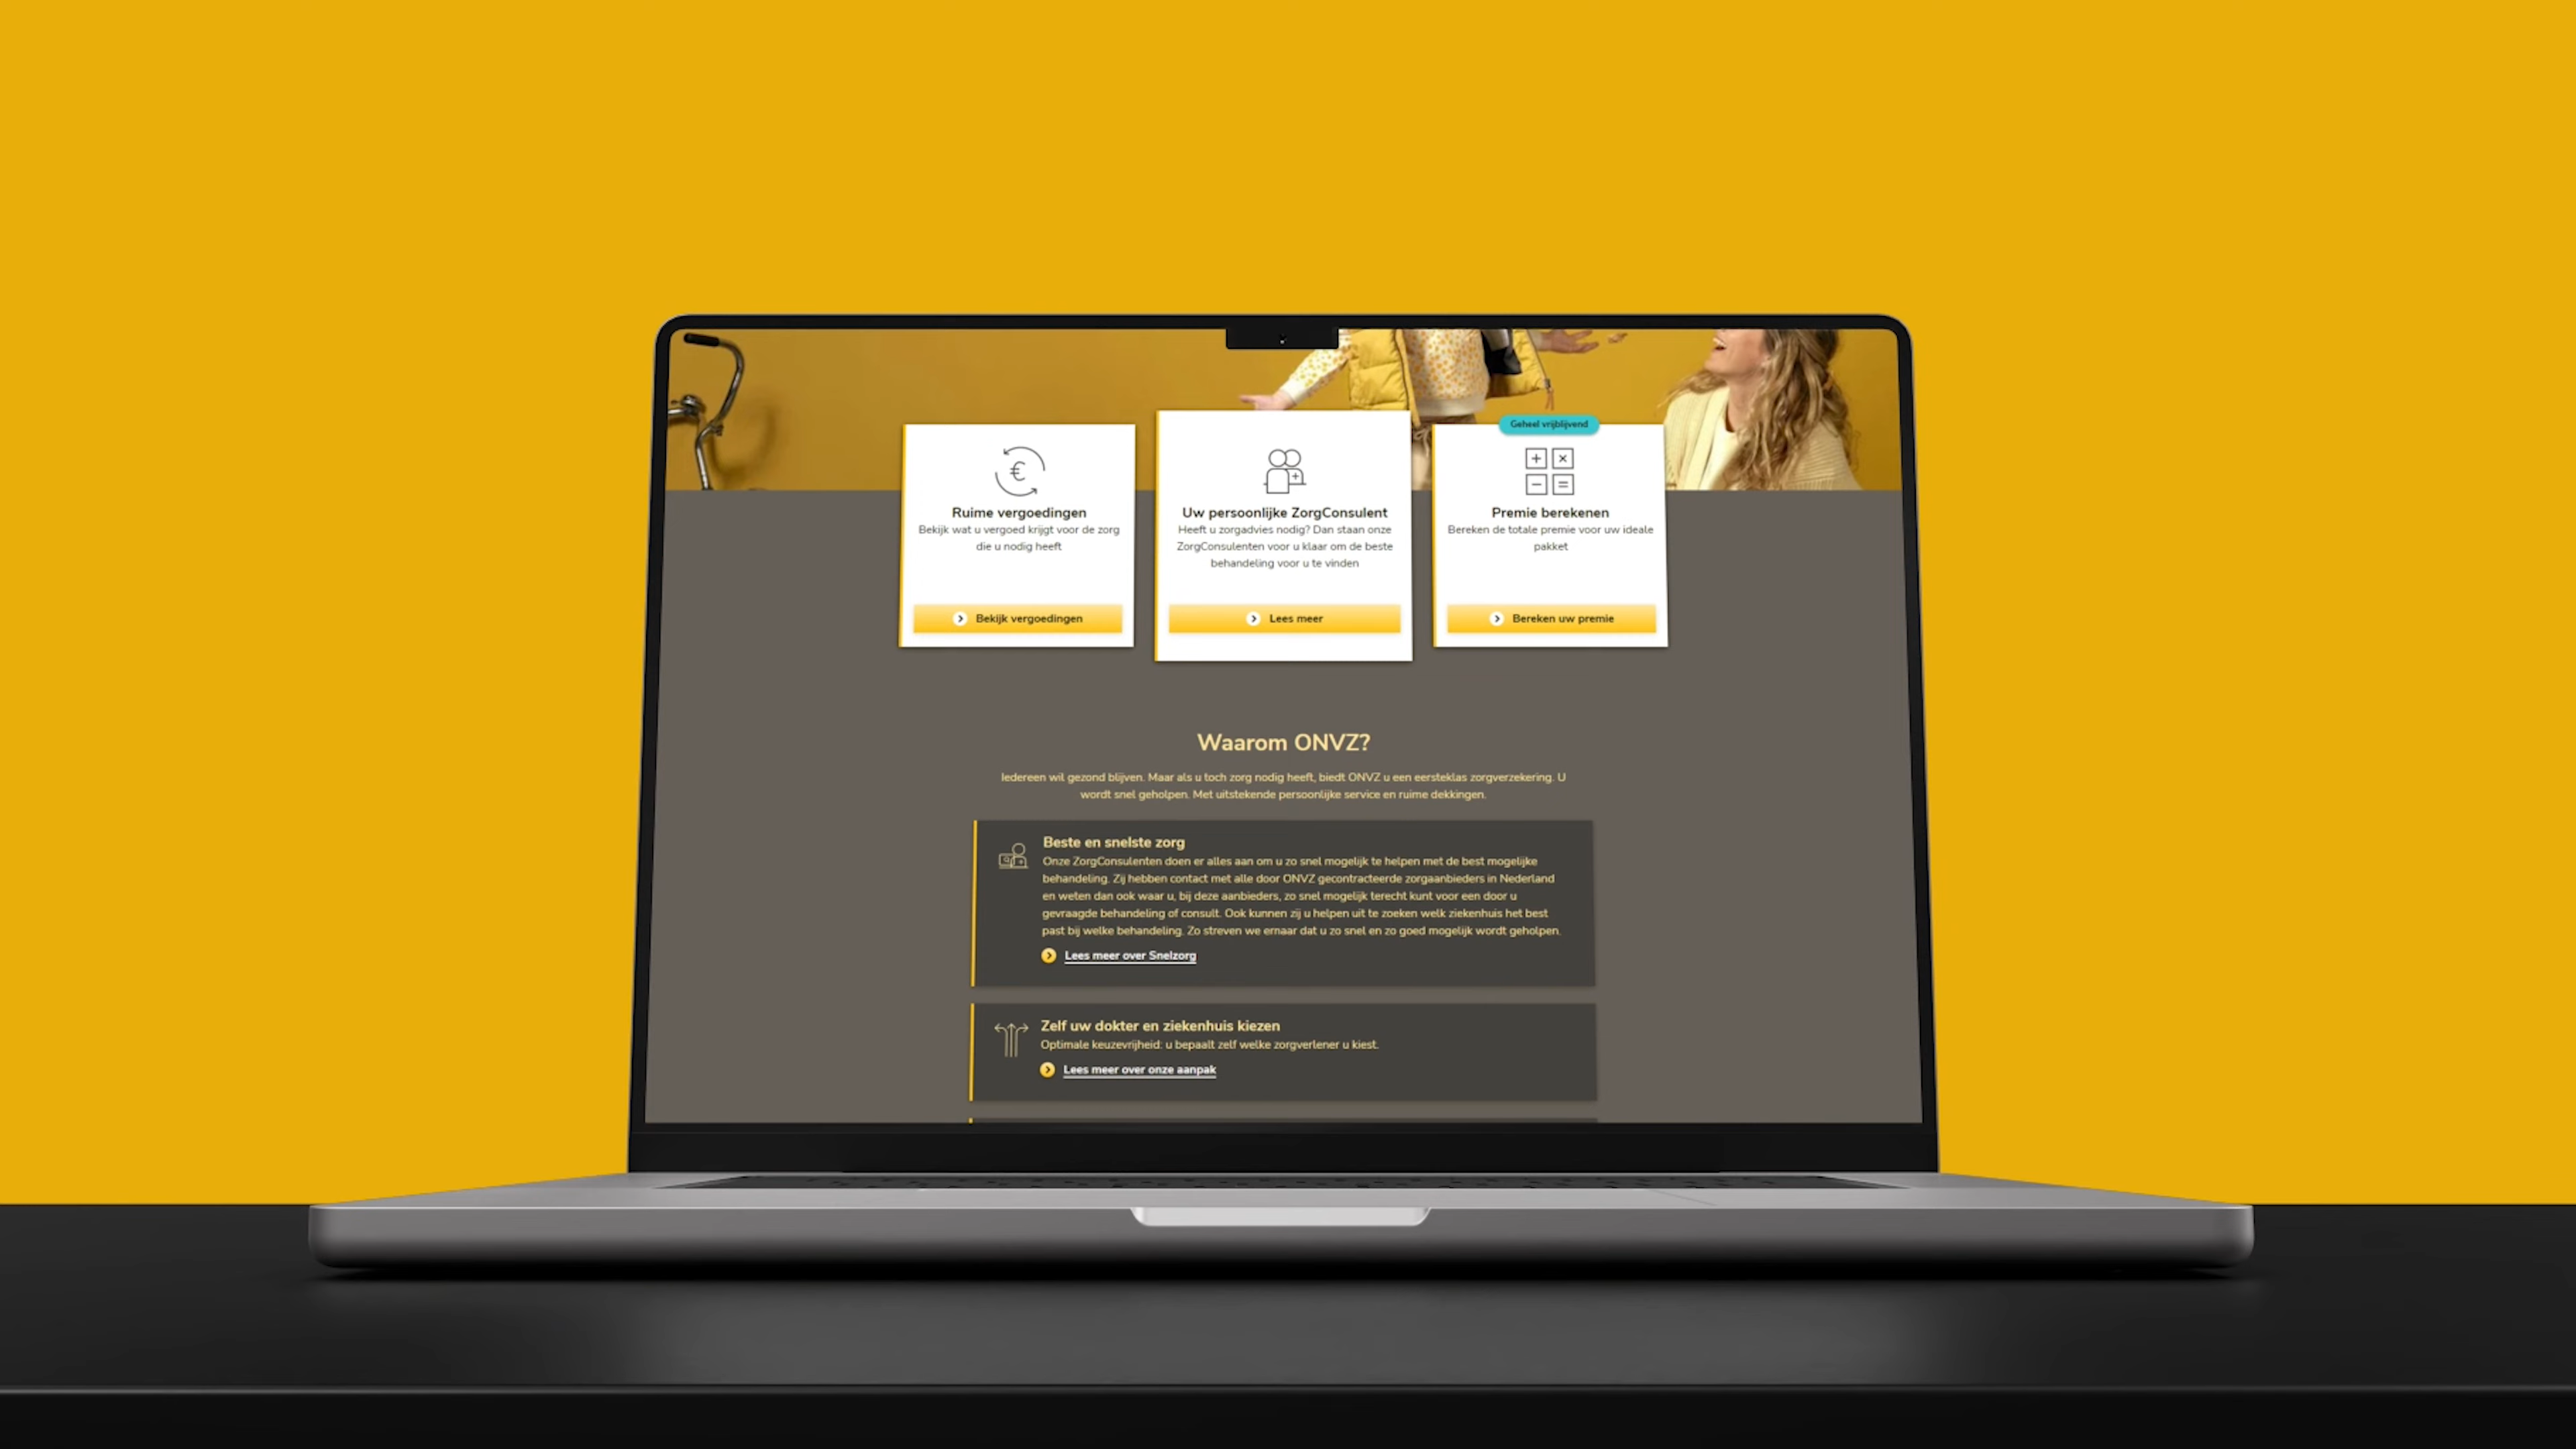 Geheel vrijblijvend
Ruime vergoedingen
Bekijk wat u vergoed krijgt voor de zorg
die u nodig heeft
Bekijk vergoedingen
Uw persoonlijke ZorgConsulent
Heeft u zorgadvies nodig? Dan staan onze
ZorgConsulenten voor u klaar om de beste
behandeling voor u te vinden
Lees meer
Premie berekenen
Bereken de totale premie voor uw ideale
pakket
Bereken uw premie
Waarom ONVZ?
Iedereen wil gezond blijven. Maar als u toch zorg nodig heeft, biedt ONVZ u een eersteklas zorgverzekering. U
wordt snel geholpen. Met uitstekende persoonlijke service en ruime dekkingen.
Beste en snelste zorg
Onze ZorgConsulenten doen er alles aan om u zo snel mogelijk te helpen met de best mogelijke
behandeling. Zij hebben contact met alle door ONVZ gecontracteerde zorgaanbieders in Nederland
en weten dan ook waar u, bij deze aanbieders, zo snel mogelijk terecht kunt voor een door u
gevraagde behandeling of consult. Ook kunnen zij u helpen uit te zoeken welk ziekenhuis het best
past bij welke behandeling. Zo streven we ernaar dat u zo snel en zo goed mogelijk wordt geholpen.
Lees meer over Snelzorg
Zelf uw dokter en ziekenhuis kiezen
Optimale keuzevrijheid: u bepaalt zelf welke zorgverlener u kiest.
Lees meer over onze aanpak